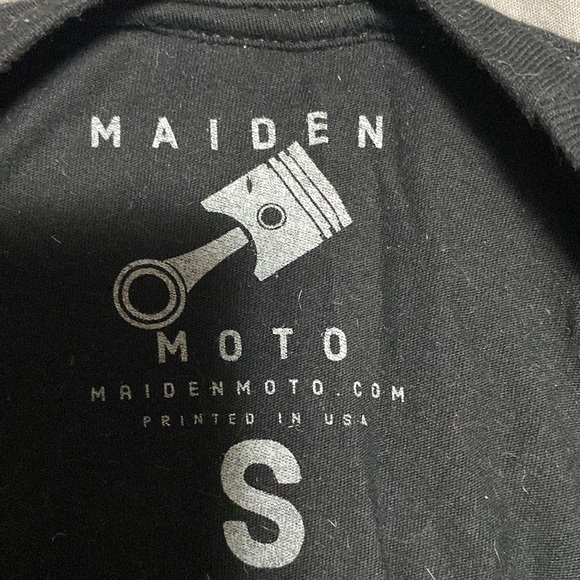 MAIDEN
MOTO
MAIDENMOTO.COM
PRINTED IN USA
S